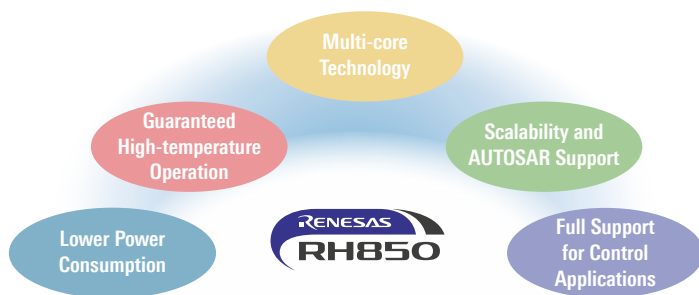 Multi-core
Technology
Guaranteed
High-temperature
Operation
Scalability and
AUTOSAR Support
Lower Power
Consumption
RENESAS
RH850
Full Support
for Control
Applications